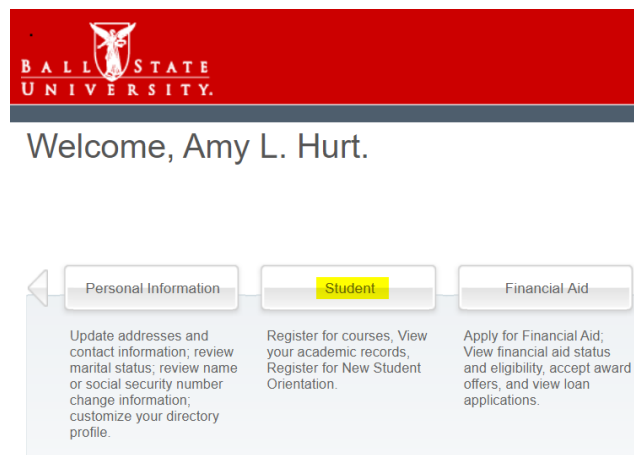 BALL STATE
UNIVERSITY.
Welcome, Amy L. Hurt.
Personal Information
Student
Financial Aid
Update addresses and
contact information; review
marital status; review name
or social security number
change information;
customize your directory
profile.
Register for courses, View
your academic records,
Register for New Student
Orientation.
Apply for Financial Aid;
View financial aid status
and eligibility, accept award
offers, and view loan
applications.